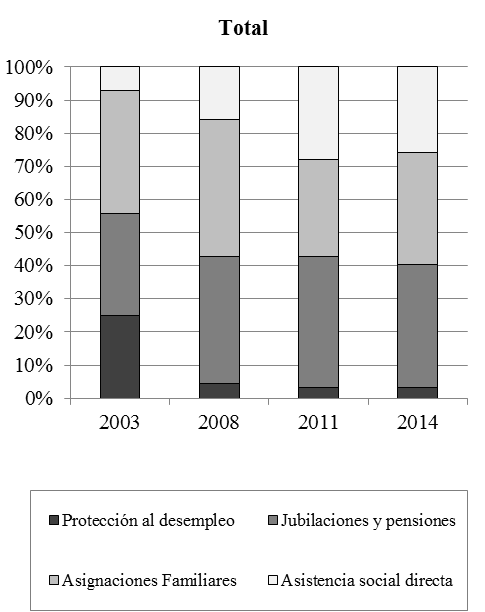 Total
100%
90%
80%
70%
60%
50%
40%
30%
20%
10%
0%
2003 2008 2011 2014
Protección al desempleo Jubilaciones y pensiones
Asignaciones Familiares Asistencia social directa